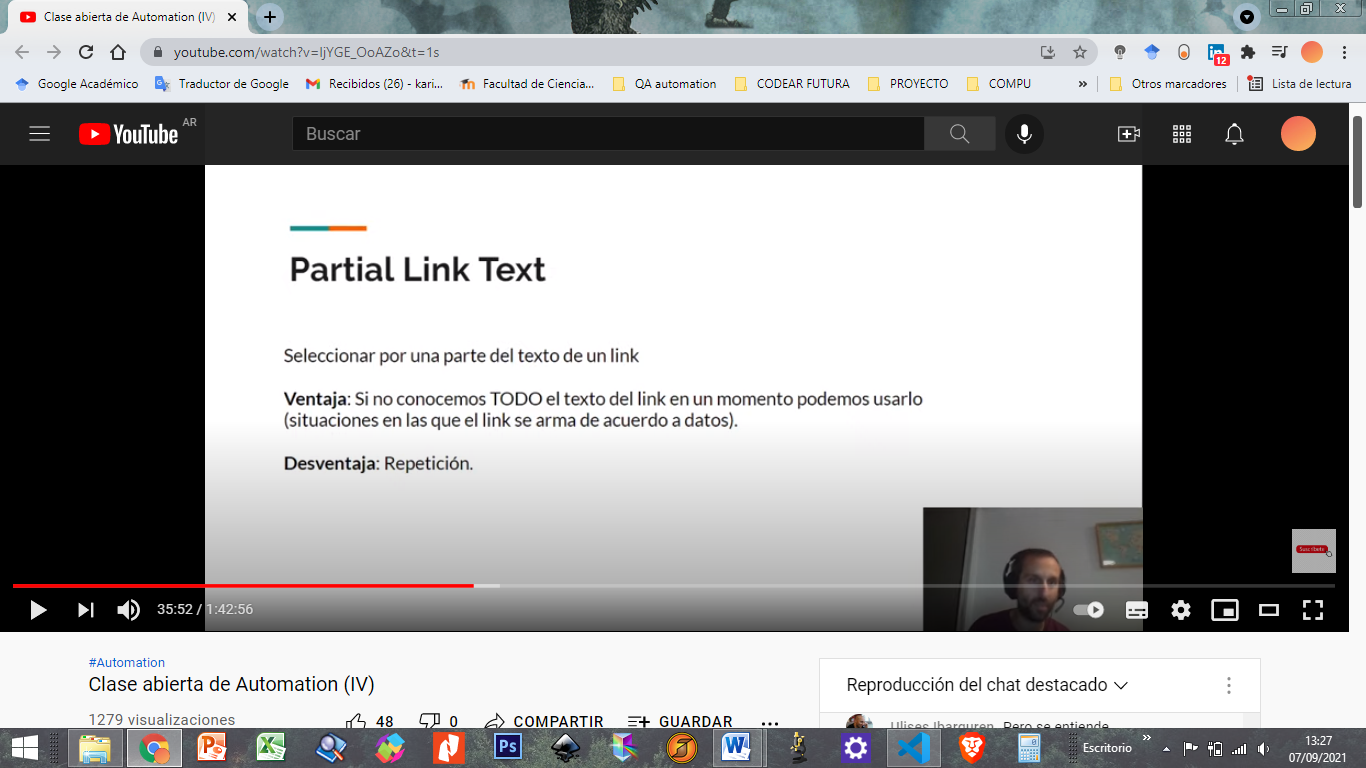 Clase abierta de Automation (IV)
youtube.com/watch?v=IjYGE_OoAZo&t=1s
12
Google Académico
Traductor de Google
Recibidos (26) - kari...
Facultad de Ciencia...
QA automation
CODEAR FUTURA
PROYECTO
COMPU
»
Otros marcadores
Lista de lectura
YouTube AR
Buscar
Partial Link Text
Seleccionar por una parte del texto de un link
Ventaja: Si no conocemos TODO el texto del link en un momento podemos usarlo
(situaciones en las que el link se arma de acuerdo a datos).
Desventaja: Repetición.
Suscribete
35:52 / 1:42:56
#Automation
Clase abierta de Automation (IV)
1279 visualizaciones
48
0
COMPARTIR
GUARDAR
...
Reproducción del chat destacado
Ulises Ibarguren Pero se entiende
Ps
Escritorio
»
13:27
07/09/2021